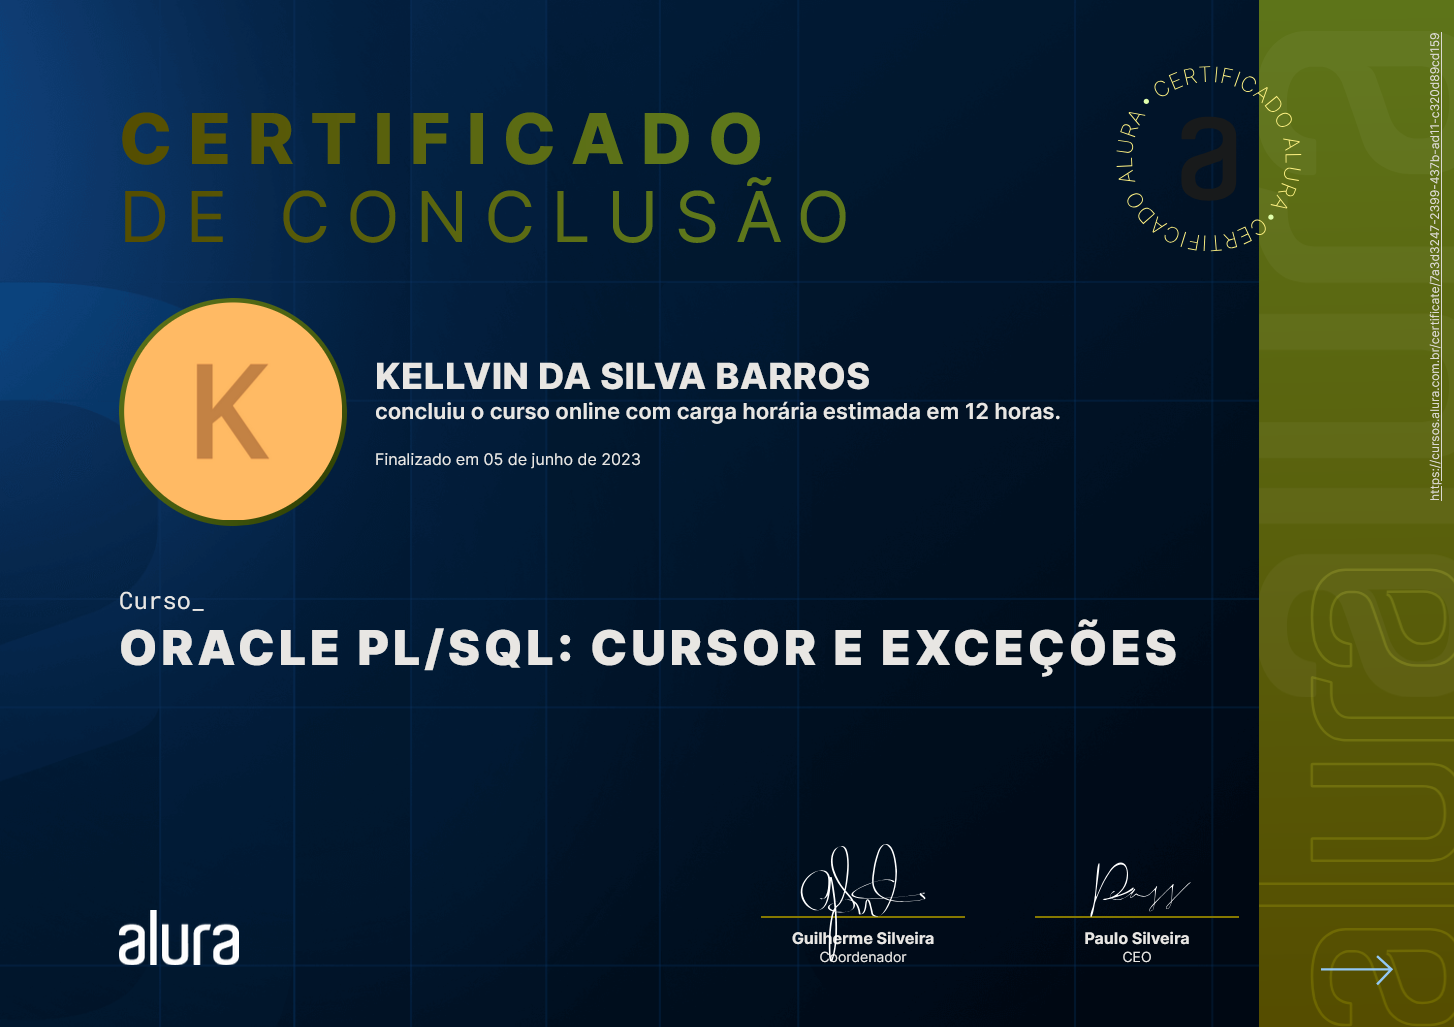 CERTIFICADO
DE CONCLUSÃO
CERTIFICADO ALURA • CERTIFICADO ALURA •
a
K
KELLVIN DA SILVA BARROS
concluiu o curso online com carga horária estimada em 12 horas.
Finalizado em 05 de junho de 2023
Curso_
ORACLE PL/SQL: CURSOR E EXCEÇÕES
alura
Guilherme Silveira
Coordenador
Paulo Silveira
CEO
https://cursos.alura.com.br/certificate/7a3d3247-2399-437b-ad11-c320d89cd159
alura